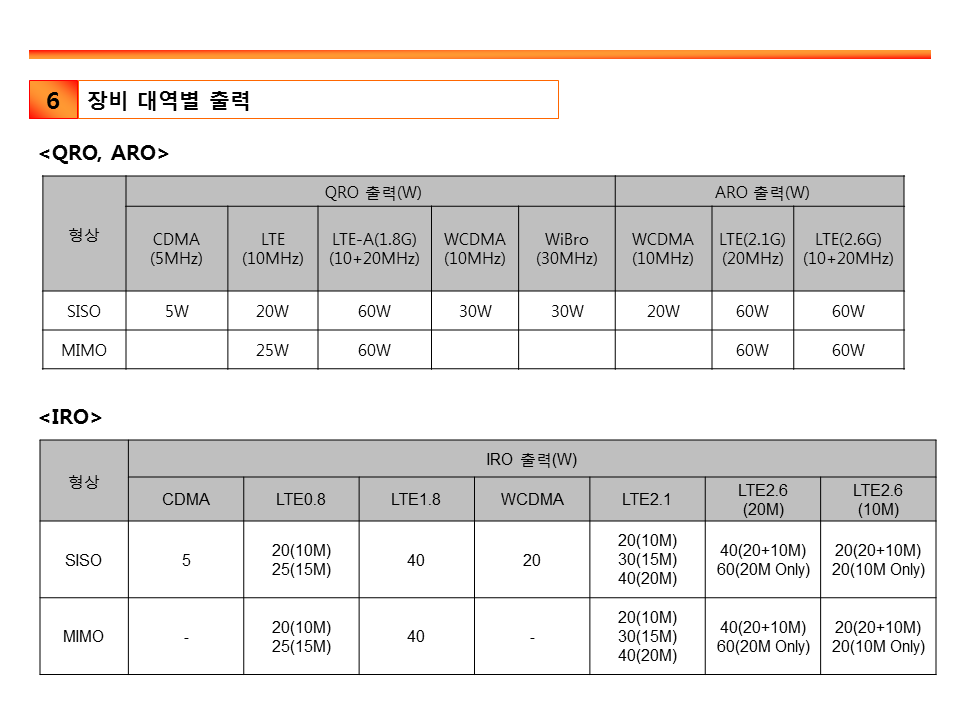 6 장비 대역별 출력
<QRO, ARO>
형상 QRO 출력(W) ARO 출력(W)
CDMA (5MHz) LTE (10MHz) LTE-A(1.8G) (10+20MHz) WCDMA (10MHz) WiBro (30MHz) WCDMA (10MHz) LTE(2.1G) (20MHz) LTE(2.6G) (10+20MHz)
SISO 5W 20W 60W 30W 30W 20W 60W 60W
MIMO 25W 60W 60W 60W
<IRO>
형상 IRO 출력(W)
CDMA LTE0.8 LTE1.8 WCDMA LTE2.1 LTE2.6 (20M) LTE2.6 (10M)
SISO 5 20(10M) 25(15M) 40 20 20(10M) 30(15M) 40(20M) 40(20+10M) 60(20M Only) 20(20+10M) 20(10M Only)
MIMO - 20(10M) 25(15M) 40 - 20(10M) 30(15M) 40(20M) 40(20+10M) 60(20M Only) 20(20+10M) 20(10M Only)